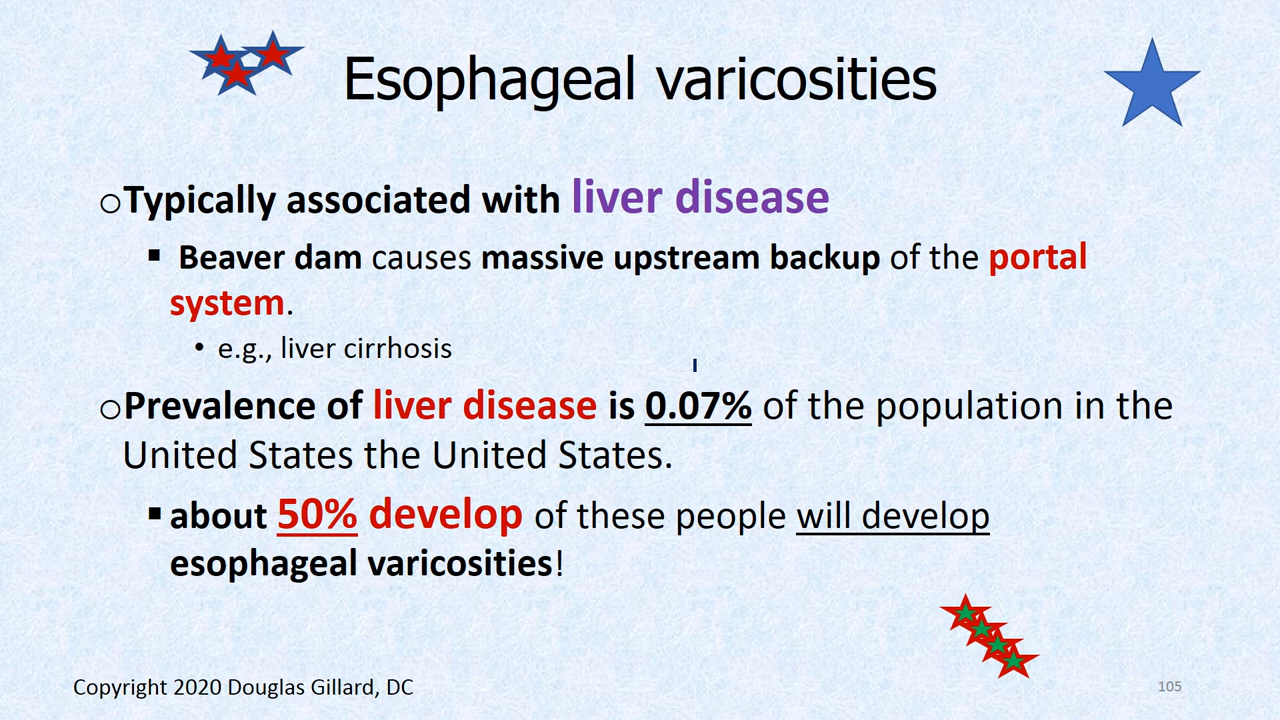 Esophageal varicosities
oTypically associated with liver disease
▪ Beaver dam causes massive upstream backup of the portal
system.
• e.g., liver cirrhosis
oPrevalence of liver disease is 0.07% of the population in the
United States the United States.
▪about 50% develop of these people will develop
esophageal varicosities!
Copyright 2020 Douglas Gillard, DC
105